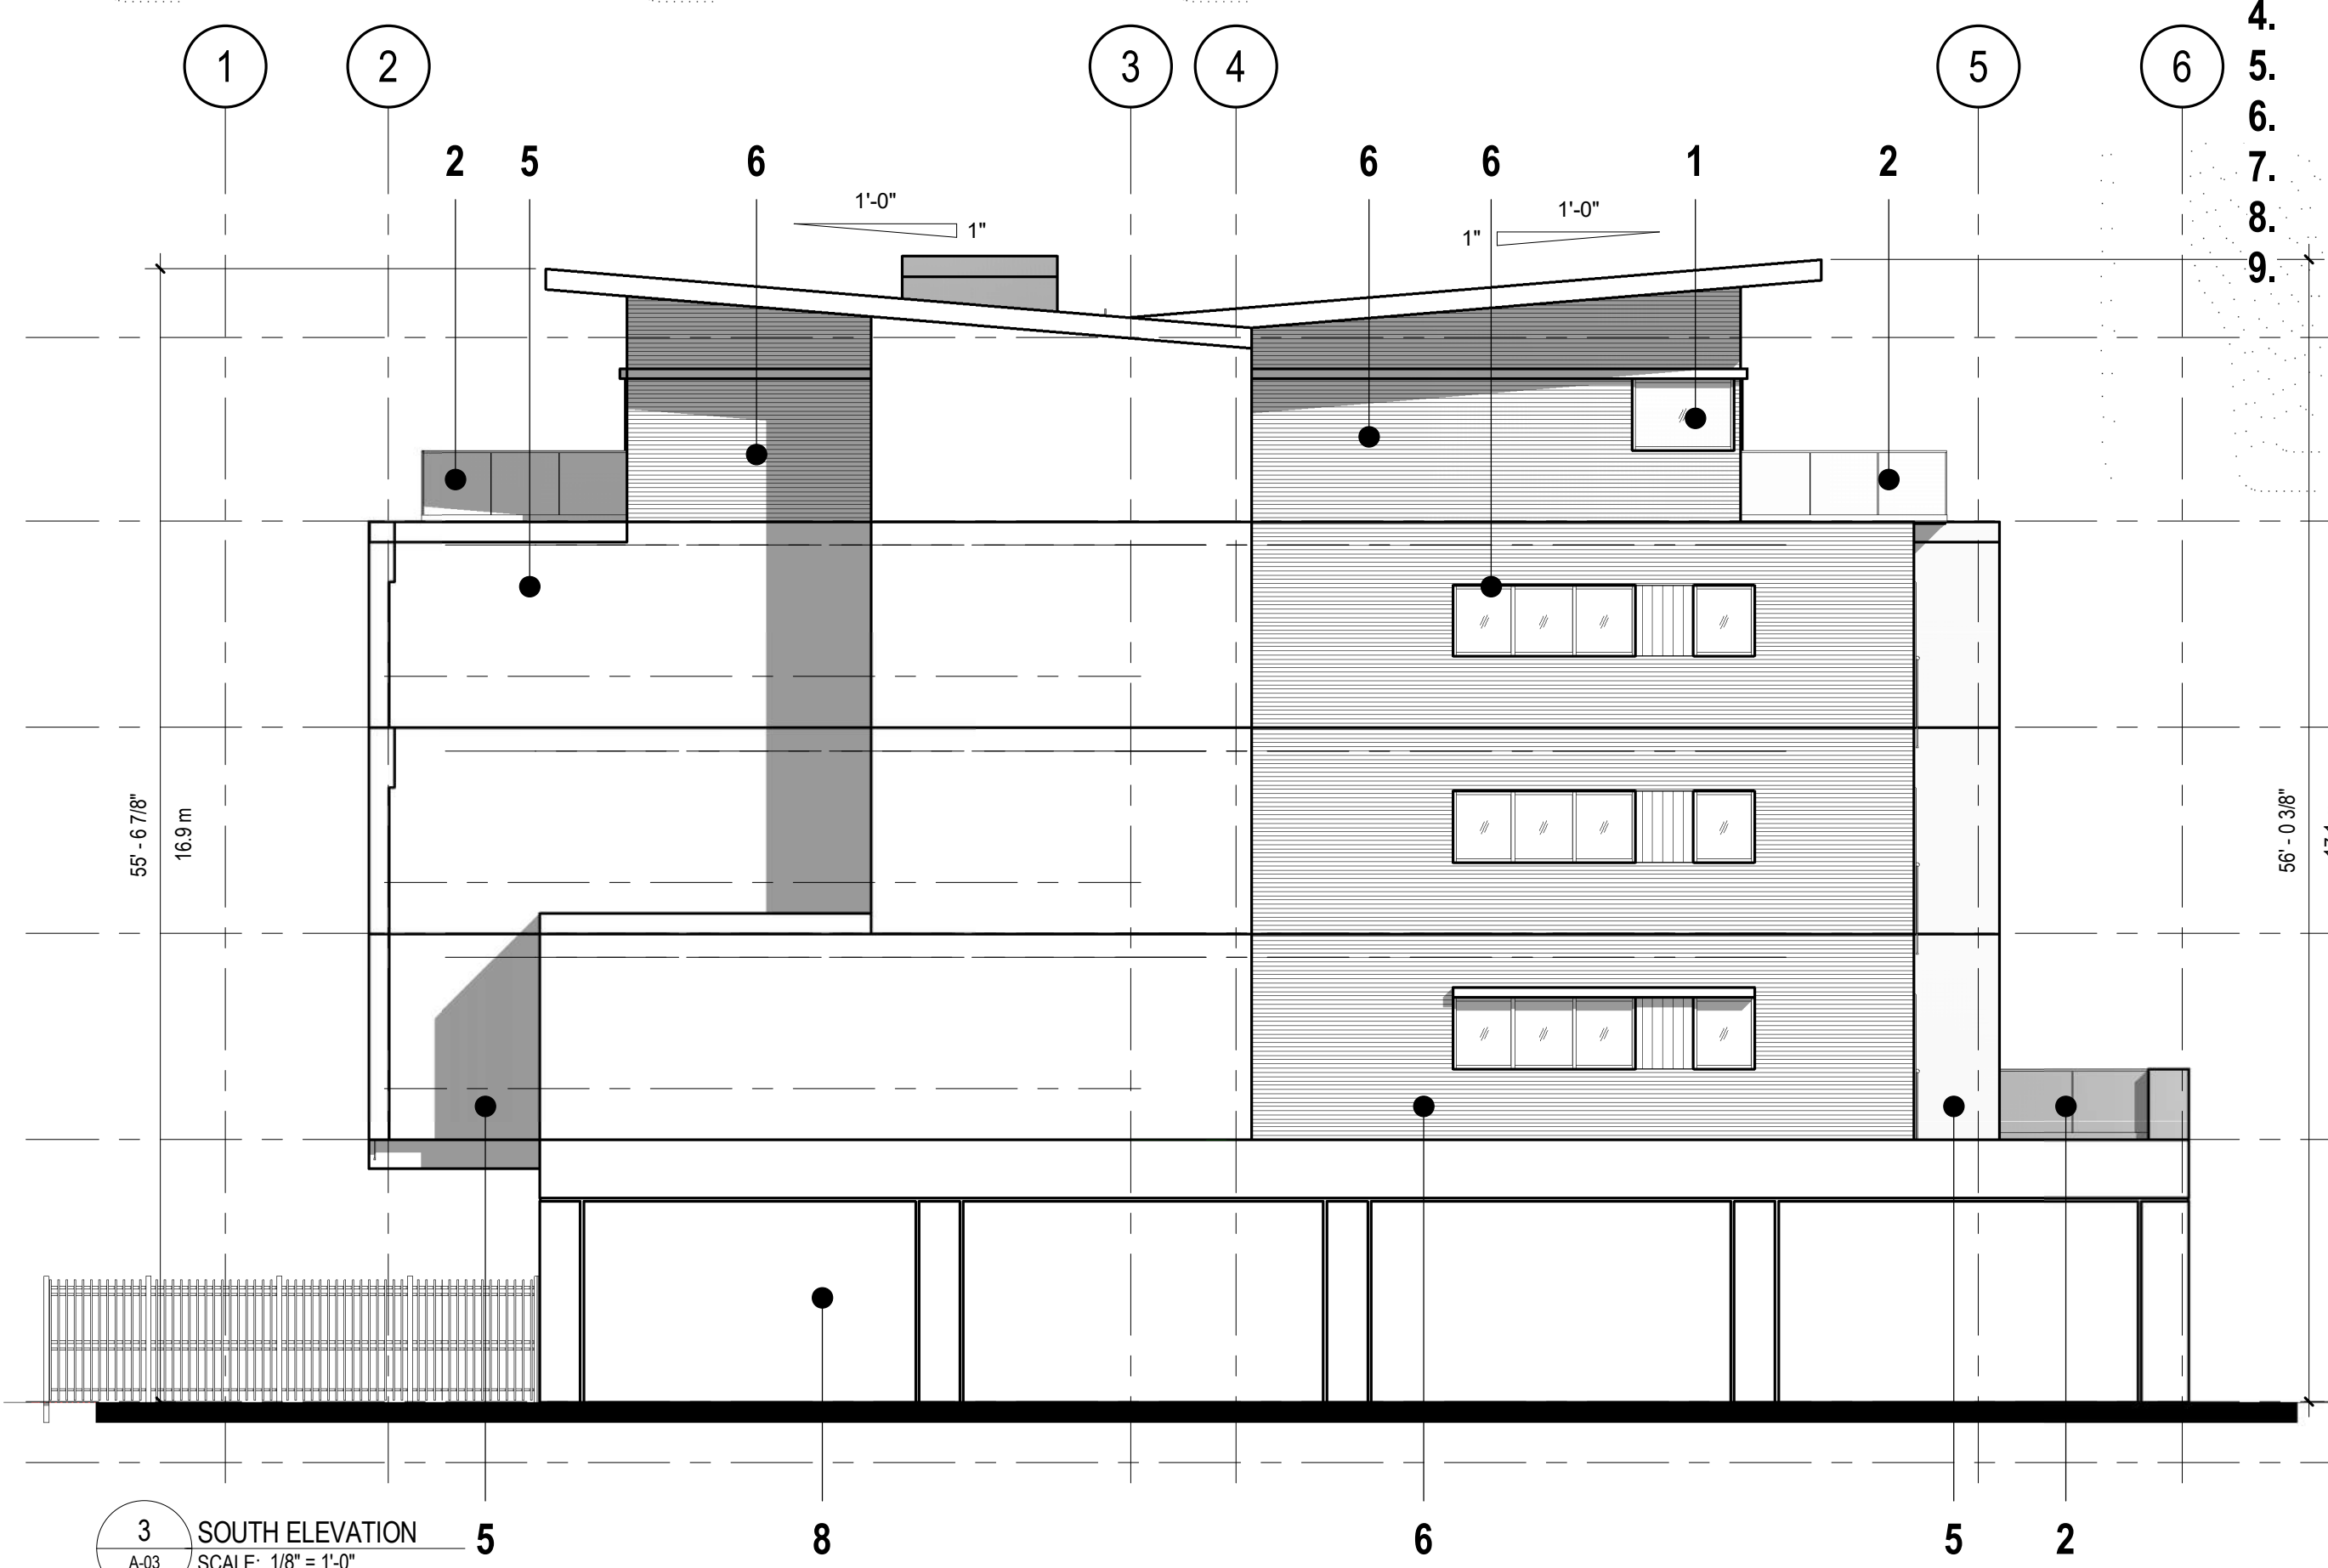 4.
5.
6.
7.
8.
9.
1 2 3 4 5 6
2 5 6 6 6 1 2
1'-0"
1"
1'-0"
1"
55' - 6 7/8"
16.9 m
56' - 0 3/8"
5 8 6 5 2
3 SOUTH ELEVATION
A-03 SCALE: 1/8" = 1'-0"